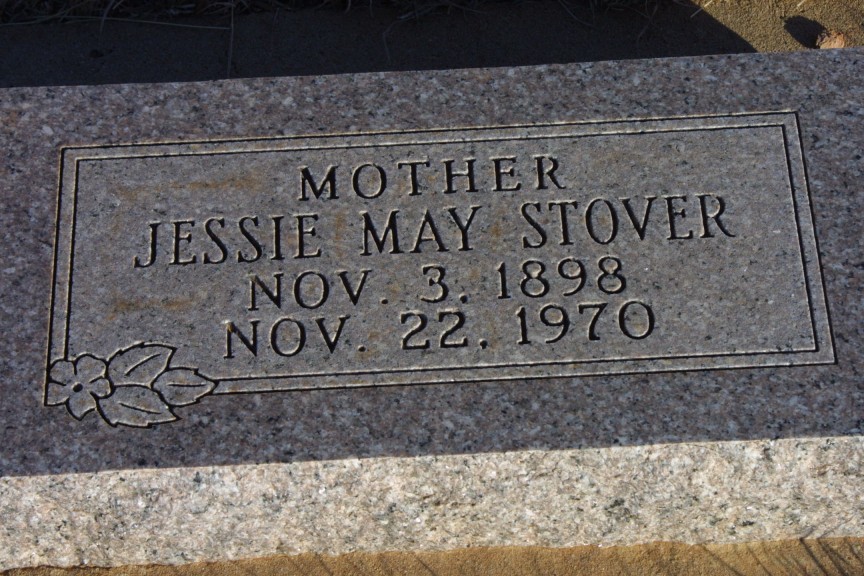 MOTHER
JESSIE MAY STOVER
NOV. 3, 1898
NOV. 22, 1970